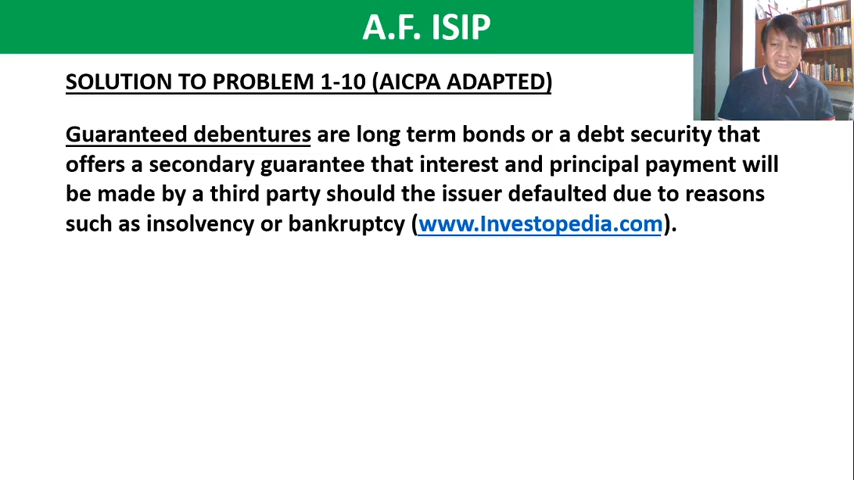 A.F. ISIP
SOLUTION TO PROBLEM 1-10 (AICPA ADAPTED)
Guaranteed debentures are long term bonds or a debt security that
offers a secondary guarantee that interest and principal payment will
be made by a third party should the issuer defaulted due to reasons
such as insolvency or bankruptcy (www.Investopedia.com).